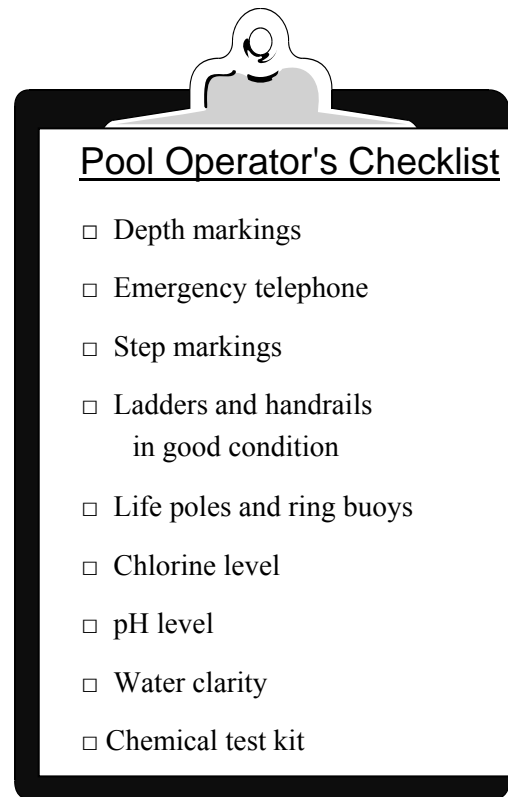 Pool Operator's Checklist
□ Depth markings
□ Emergency telephone
□ Step markings
□ Ladders and handrails
in good condition
□ Life poles and ring buoys
□ Chlorine level
□ pH level
□ Water clarity
□ Chemical test kit